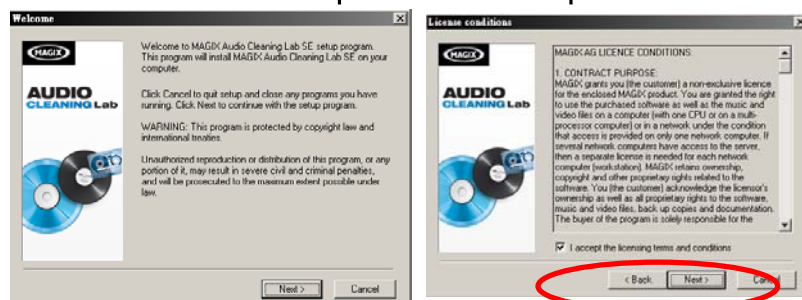 Welcome
MAGIX
AUDIO
CLEANING Lab
Welcome to MAGIX Audio Cleaning Lab SE setup program.
This program will install MAGIX Audio Cleaning Lab SE on your
computer.
Click Cancel to quit setup and close any programs you have
running. Click Next to continue with the setup program.
WARNING: This program is protected by copyright law and
international treaties.
Unauthorized reproduction or distribution of this program, or any
portion of it, may result in severe civil and criminal penalties,
and will be prosecuted to the maximum extent possible under
law.
Next >
Cancel
License conditions
MAGIX
AUDIO
CLEANING Lab
MAGIX AG LICENCE CONDITIONS
1. CONTRACT PURPOSE:
MAGIX grants you (the customer) a non-exclusive licence
for the enclosed MAGIX product. You are granted the right
to use the purchased software as well as the music and
video files on a computer (with one CPU or on a multi-
processor computer) or in a network under the condition
that access is provided on only one network computer. If
several network computers have access to the server,
then a separate license is needed for each network
computer (workstation). MAGIX retains ownership,
copyright and other proprietary rights related to the
software. You (the customer) acknowledge the licensor's
ownership as well as all proprietary rights to the software,
music and video files, back up copies and documentation.
The buyer of the program is solely responsible for the
I accept the licensing terms and conditions
< Back
Next >
Cancel